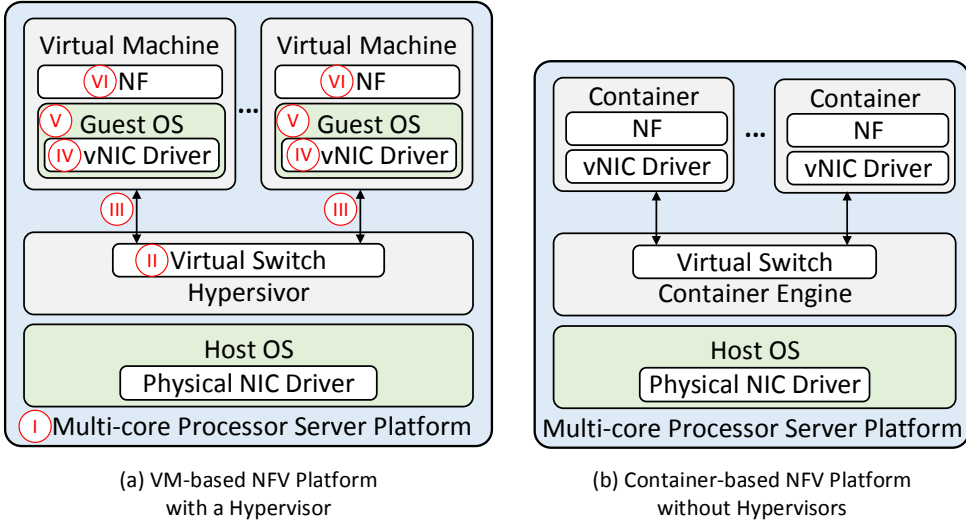 Virtual Machine
VI NF
V Guest OS
IV vNIC Driver
...
Virtual Machine
VI NF
V Guest OS
IV vNIC Driver
III
III
II Virtual Switch
Hypersivor
Host OS
Physical NIC Driver
I Multi-core Processor Server Platform
(a) VM-based NFV Platform
with a Hypervisor
Container
NF
vNIC Driver
...
Container
NF
vNIC Driver
Virtual Switch
Container Engine
Host OS
Physical NIC Driver
Multi-core Processor Server Platform
(b) Container-based NFV Platform
without Hypervisors